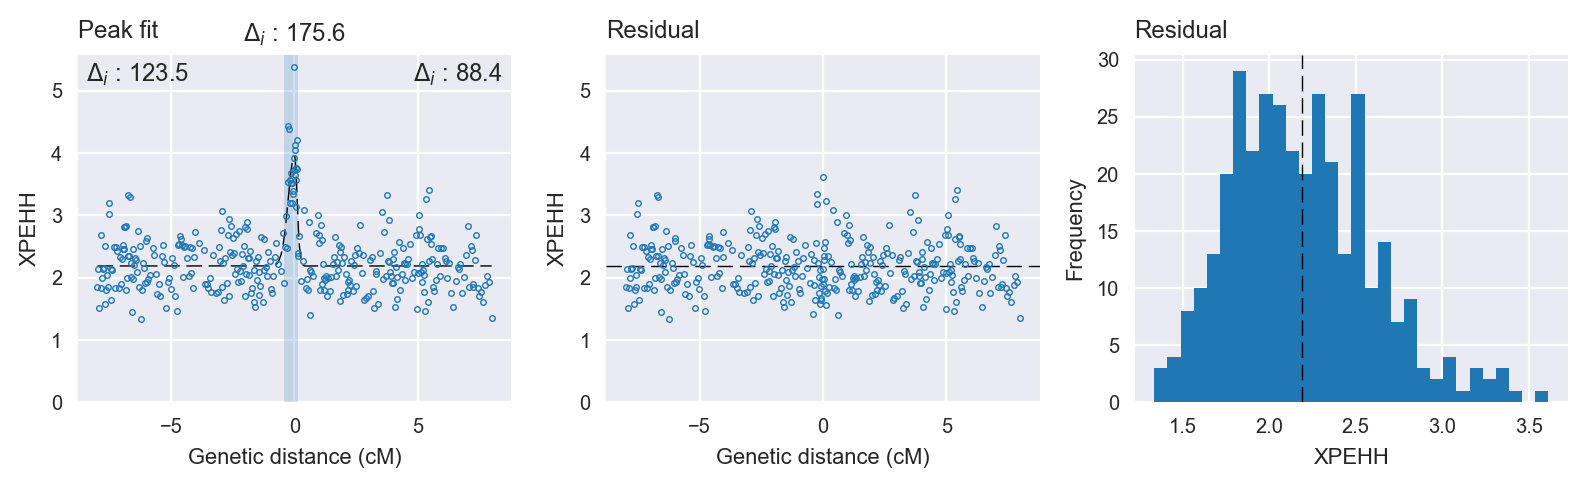 Peak fit
Δi : 175.6
Δi : 123.5
Δi : 88.4
XPEHH
5
4
3
2
1
0
−5
0
5
Genetic distance (cM)
Residual
XPEHH
5
4
3
2
1
0
−5
0
5
Genetic distance (cM)
Residual
Frequency
30
25
20
15
10
5
0
1.5
2.0
2.5
3.0
3.5
XPEHH